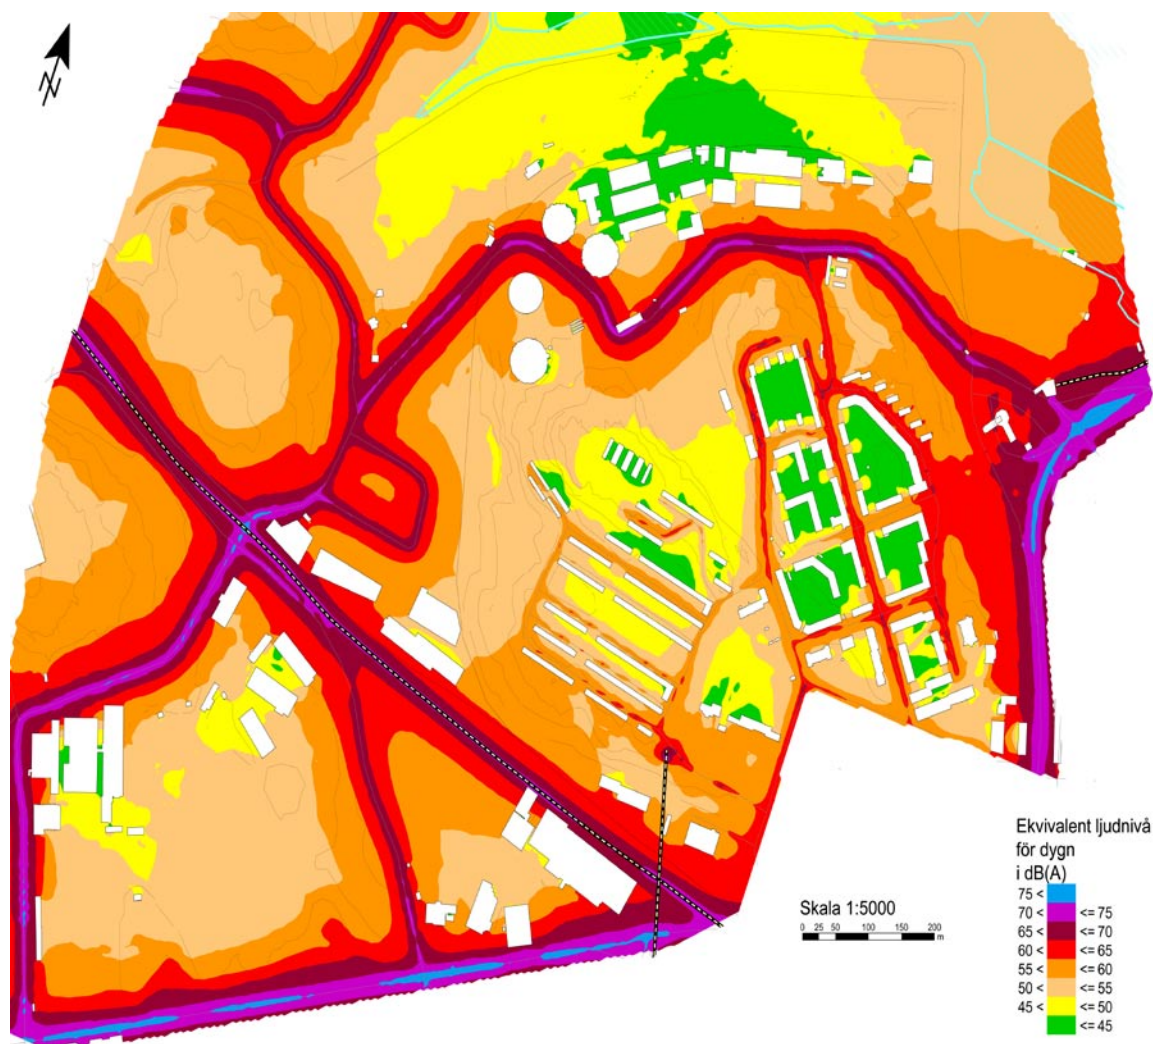 N
Ekvivalent ljudnivå
för dygn
i dB(A)
75 <
70 < <= 75
65 < <= 70
60 < <= 65
55 < <= 60
50 < <= 55
45 < <= 50
<= 45
Skala 1:5000
0 25 50 100 150 200
m